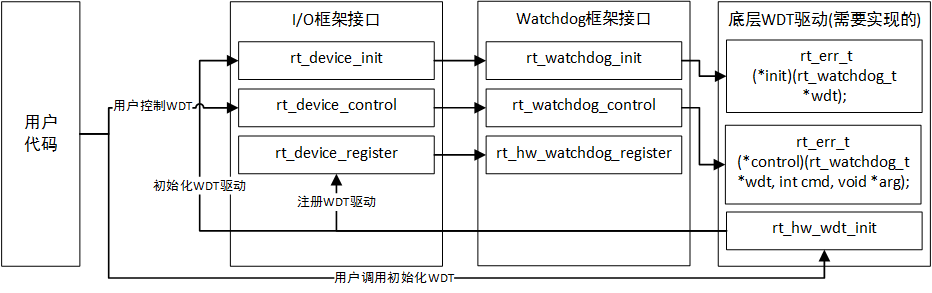 用户
代码
用户控制WDT
初始化WDT驱动
注册WDT驱动
用户调用初始化WDT
I/O框架接口
rt_device_init
rt_device_control
rt_device_register
Watchdog框架接口
rt_watchdog_init
rt_watchdog_control
rt_hw_watchdog_register
底层WDT驱动(需要实现的)
rt_err_t
(*init)(rt_watchdog_t
*wdt);
rt_err_t
(*control)(rt_watchdog_t
*wdt, int cmd, void *arg);
rt_hw_wdt_init